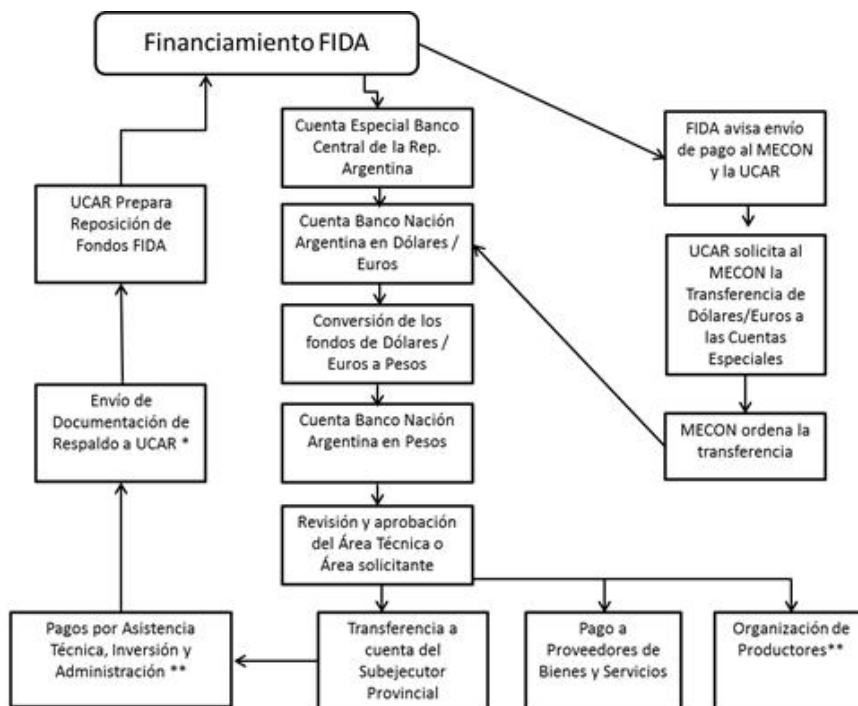 Financiamiento FIDA
Cuenta Especial Banco
Central de la Rep.
Argentina
FIDA avisa envío
de pago al MECON
y la UCAR
UCAR Prepara
Reposición de
Fondos FIDA
Cuenta Banco Nación
Argentina en Dólares /
Euros
UCAR solicita al
MECON la
Transferencia de
Dólares/Euros a
las Cuentas
Especiales
Conversión de los
fondos de Dólares /
Euros a Pesos
Envío de
Documentación de
Respaldo a UCAR *
Cuenta Banco Nación
Argentina en Pesos
MECON ordena la
transferencia
Revisión y aprobación
del Área Técnica o
Área solicitante
Pagos por Asistencia
Técnica, Inversión y
Administración **
Transferencia a
cuenta del
Subejecutor
Provincial
Pago a
Proveedores de
Bienes y Servicios
Organización de
Productores**